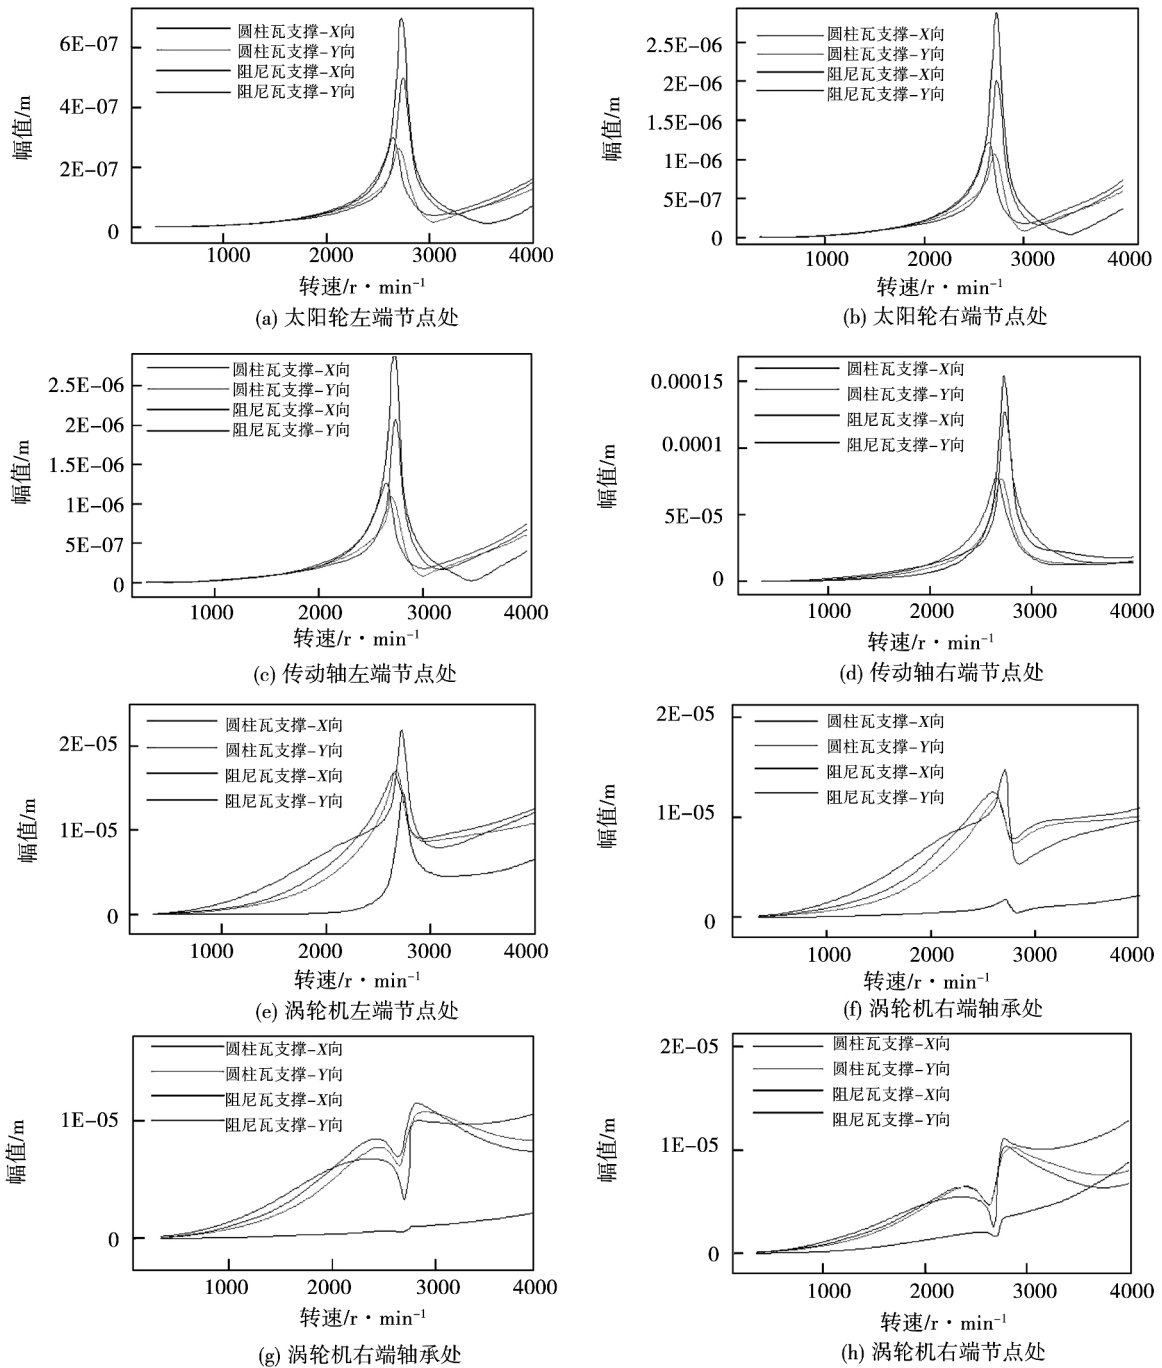 圆柱瓦支撑-X向
圆柱瓦支撑-Y向
阻尼瓦支撑-X向
阻尼瓦支撑-Y向
6E-07
4E-07
2E-07
0
幅值/m
1000 2000 3000 4000
转速/r·min⁻¹
(a) 太阳轮左端节点处
圆柱瓦支撑-X向
圆柱瓦支撑-Y向
阻尼瓦支撑-X向
阻尼瓦支撑-Y向
2.5E-06
2E-06
1.5E-06
1E-06
5E-07
0
幅值/m
1000 2000 3000 4000
转速/r·min⁻¹
(b) 太阳轮右端节点处
圆柱瓦支撑-X向
圆柱瓦支撑-Y向
阻尼瓦支撑-X向
阻尼瓦支撑-Y向
2.5E-06
2E-06
1.5E-06
1E-06
5E-07
0
幅值/m
1000 2000 3000 4000
转速/r·min⁻¹
(c) 传动轴左端节点处
圆柱瓦支撑-X向
圆柱瓦支撑-Y向
阻尼瓦支撑-X向
阻尼瓦支撑-Y向
0.00015
0.0001
5E-05
0
幅值/m
1000 2000 3000 4000
转速/r·min⁻¹
(d) 传动轴右端节点处
圆柱瓦支撑-X向
圆柱瓦支撑-Y向
阻尼瓦支撑-X向
阻尼瓦支撑-Y向
2E-05
1E-05
0
幅值/m
1000 2000 3000 4000
转速/r·min⁻¹
(e) 涡轮机左端节点处
圆柱瓦支撑-X向
圆柱瓦支撑-Y向
阻尼瓦支撑-X向
阻尼瓦支撑-Y向
2E-05
1E-05
0
幅值/m
1000 2000 3000 4000
转速/r·min⁻¹
(f) 涡轮机右端轴承处
圆柱瓦支撑-X向
圆柱瓦支撑-Y向
阻尼瓦支撑-X向
阻尼瓦支撑-Y向
1E-05
0
幅值/m
1000 2000 3000 4000
转速/r·min⁻¹
(g) 涡轮机右端轴承处
圆柱瓦支撑-X向
圆柱瓦支撑-Y向
阻尼瓦支撑-X向
阻尼瓦支撑-Y向
2E-05
1E-05
0
幅值/m
1000 2000 3000 4000
转速/r·min⁻¹
(h) 涡轮机右端节点处